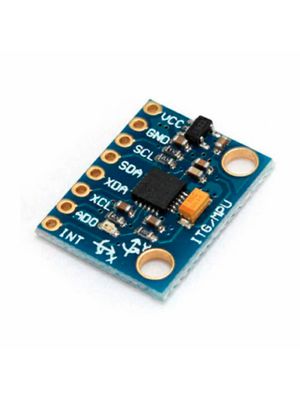 VCC
GND
SCL
SDA
XDA
XCL
ADO
INT
ITG/MPU
X
Y